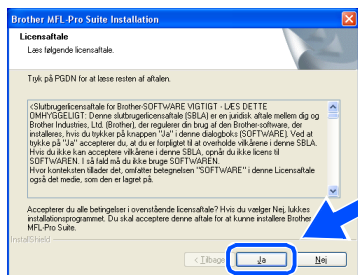 Brother MFL-Pro Suite Installation
Licensaftale
Læs følgende licensaftale.
Tryk på PGDN for at læse resten af aftalen.
<Slutbrugerlicensaftale for Brother-SOFTWARE VIGTIGT - LÆS DETTE
OMHYGGELIGT: Denne slutbrugeraftale (SBLA) er en juridisk aftale mellem dig og
Brother Industries, Ltd. (Brother), der regulerer din brug af den Brother-software, der
installeres, hvis du trykker på knappen "Ja" i denne dialogboks (SOFTWARE). Ved at
trykke på "Ja" accepterer du, at du er forpligtet til at overholde vilkårene i denne SBLA.
Hvis du ikke kan acceptere vilkårene i denne SBLA, opnår du ikke licens til
SOFTWAREN. I så fald må du ikke bruge SOFTWAREN.
Hvor konteksten tillader det, omfatter betegnelsen "SOFTWARE" i denne Licensaftale
også det medie, som den er lagret på.
Accepterer du alle betingelser i ovenstående licensaftale? Hvis du vælger Nej, lukkes
installationsprogrammet. Du skal acceptere denne aftale for at kunne installere Brother
MFL-Pro Suite.
InstallShield
< Tilbage
Ja
Nej